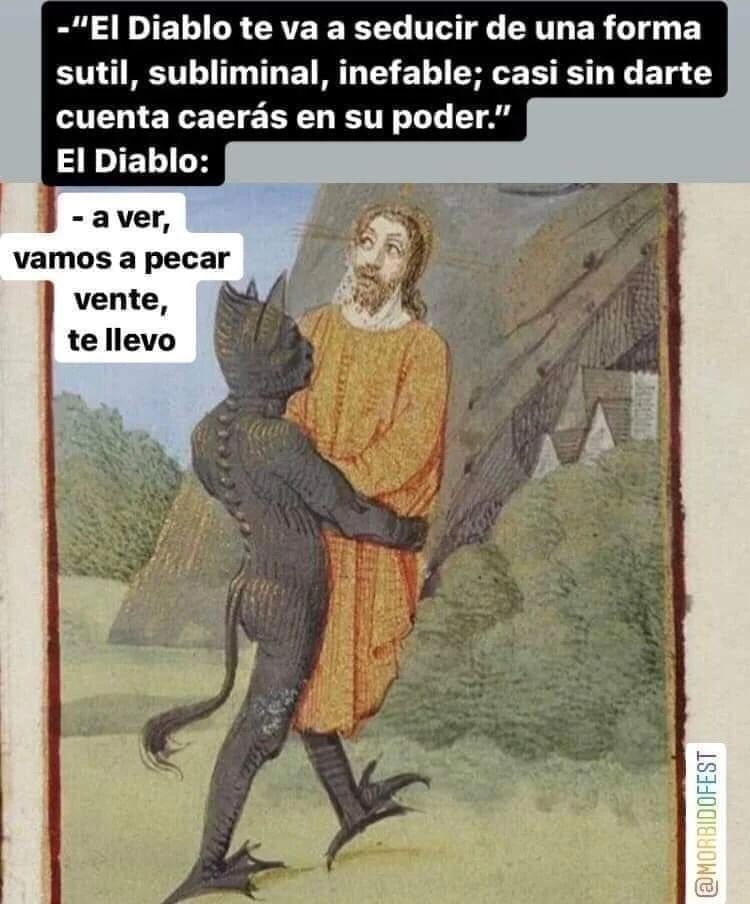 -"El Diablo te va a seducir de una forma
sutil, subliminal, inefable; casi sin darte
cuenta caerás en su poder."
El Diablo:
- a ver,
vamos a pecar
vente,
te llevo
@MORBIDOFEST